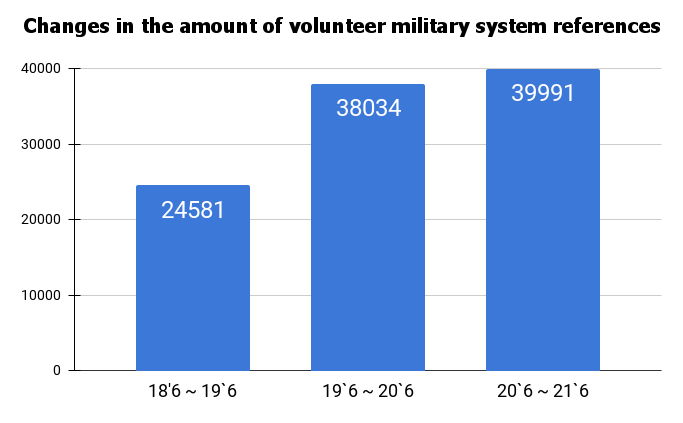 Changes in the amount of volunteer military system references
40000
30000
20000
10000
0
24581
38034
39991
18'6 ~ 19`6
19`6 ~ 20`6
20`6 ~ 21`6